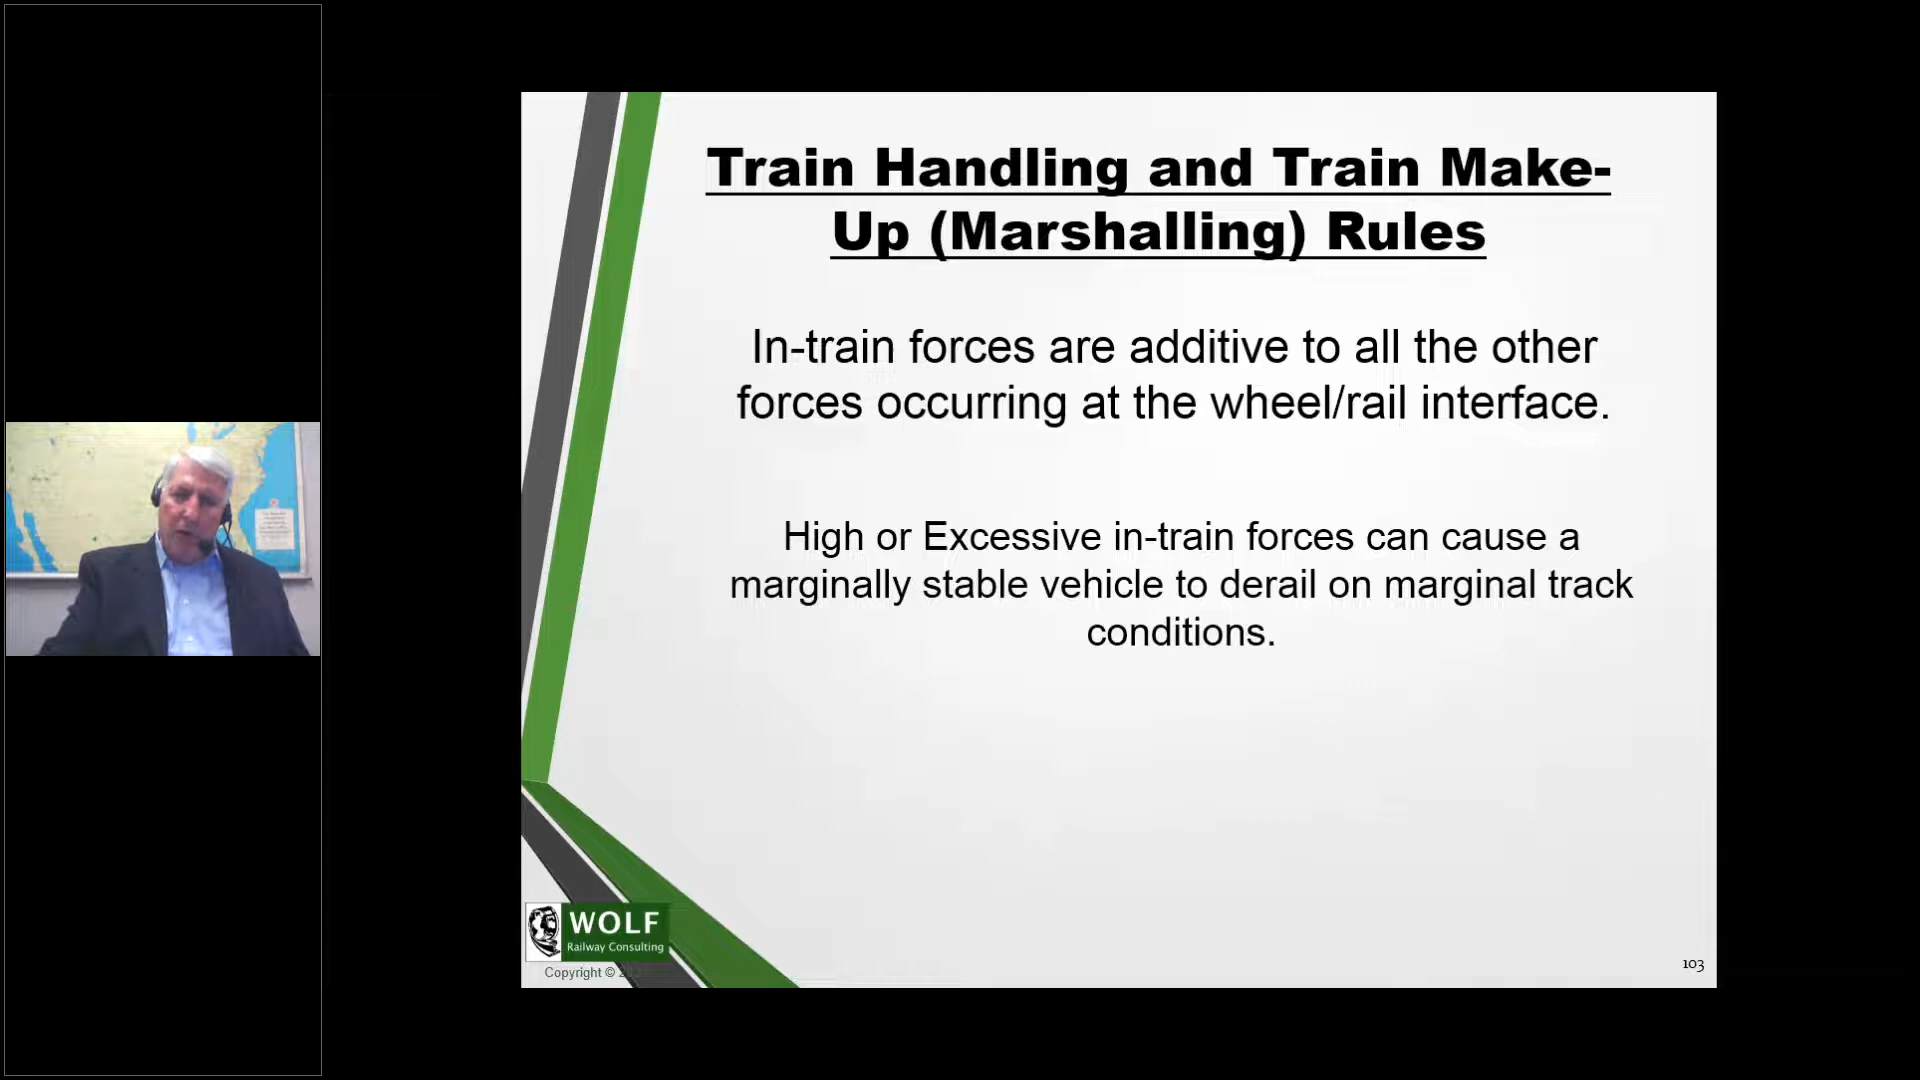 Train Handling and Train Make-
Up (Marshalling) Rules
In-train forces are additive to all the other
forces occurring at the wheel/rail interface.
High or Excessive in-train forces can cause a
marginally stable vehicle to derail on marginal track
conditions.
WOLF
Railway Consulting
Copyright ©
103